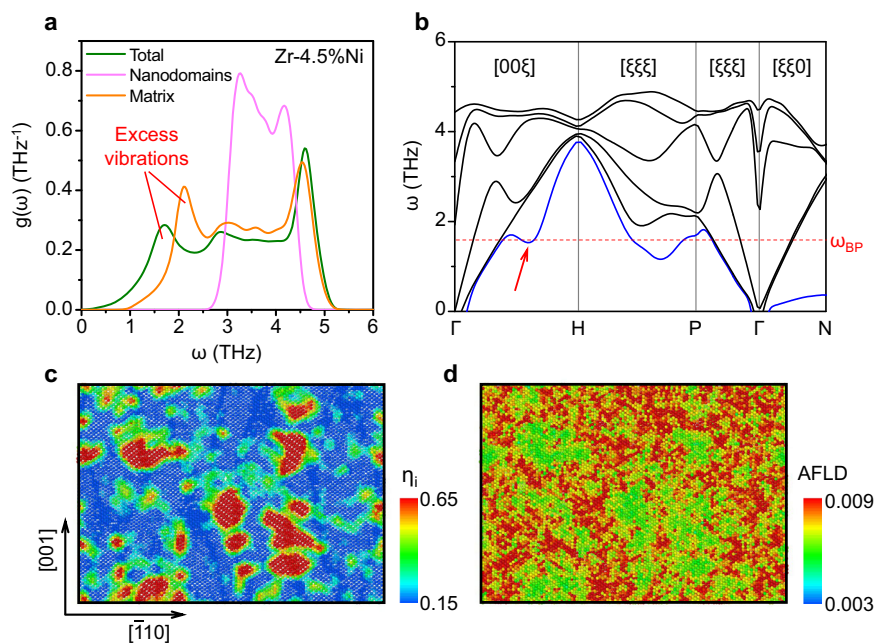 a
Zr-4.5%Ni
Total
Nanodomains
Matrix
Excess
vibrations
g(ω) (THz⁻¹)
0.8
0.6
0.4
0.2
0.0
0 1 2 3 4 5 6
ω (THz)
b
[00ξ] [ξξξ] [ξξξ] [ξξ0]
ω (THz)
6
4
2
0
ω_BP
Γ H P Γ N
c
η_i
0.65
0.15
[001]
[1̄10]
d
AFLD
0.009
0.003